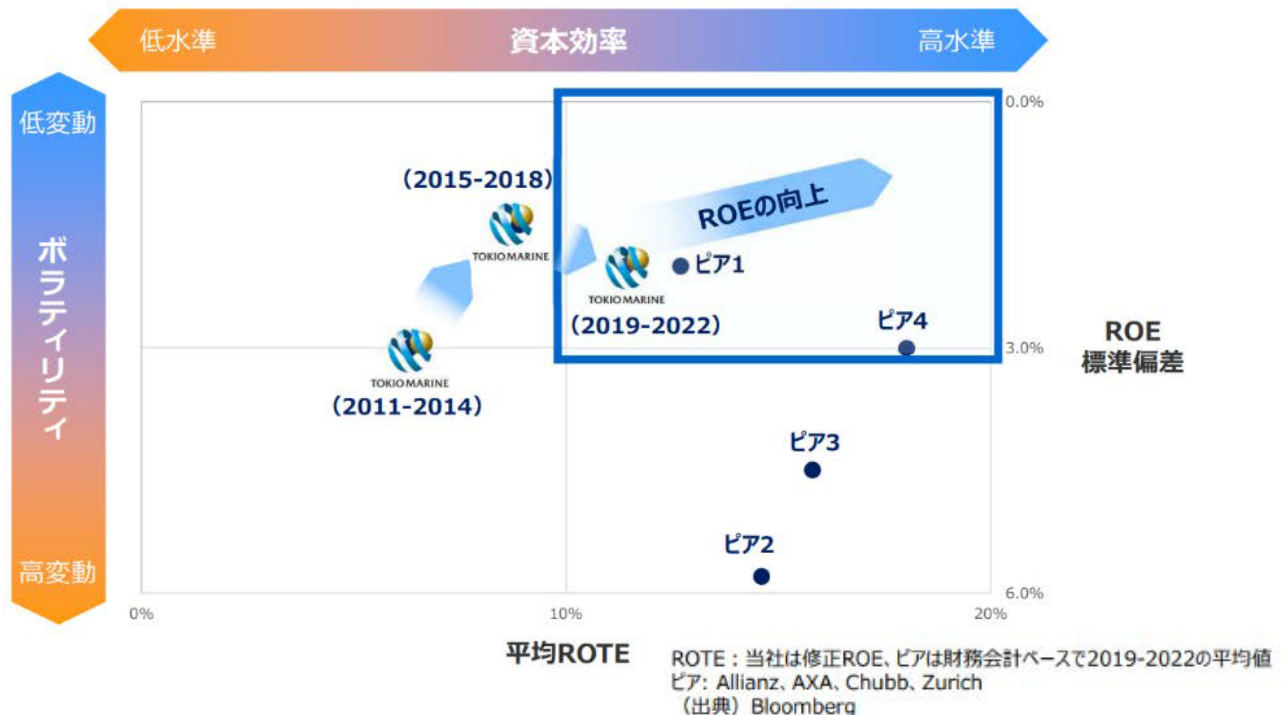 低水準
資本効率
高水準
低変動
ボラティリティ
高変動
0.0%
(2015-2018)
TOKIO MARINE
ROEの向上
ピア1
TOKIO MARINE
(2019-2022)
ピア4
3.0%
ROE
標準偏差
TOKIO MARINE
(2011-2014)
ピア3
ピア2
6.0%
0%
10%
20%
平均ROTE
ROTE:当社は修正ROE、ピアは財務会計ベースで2019-2022の平均値
ピア: Allianz、AXA、Chubb、Zurich
(出典)Bloomberg